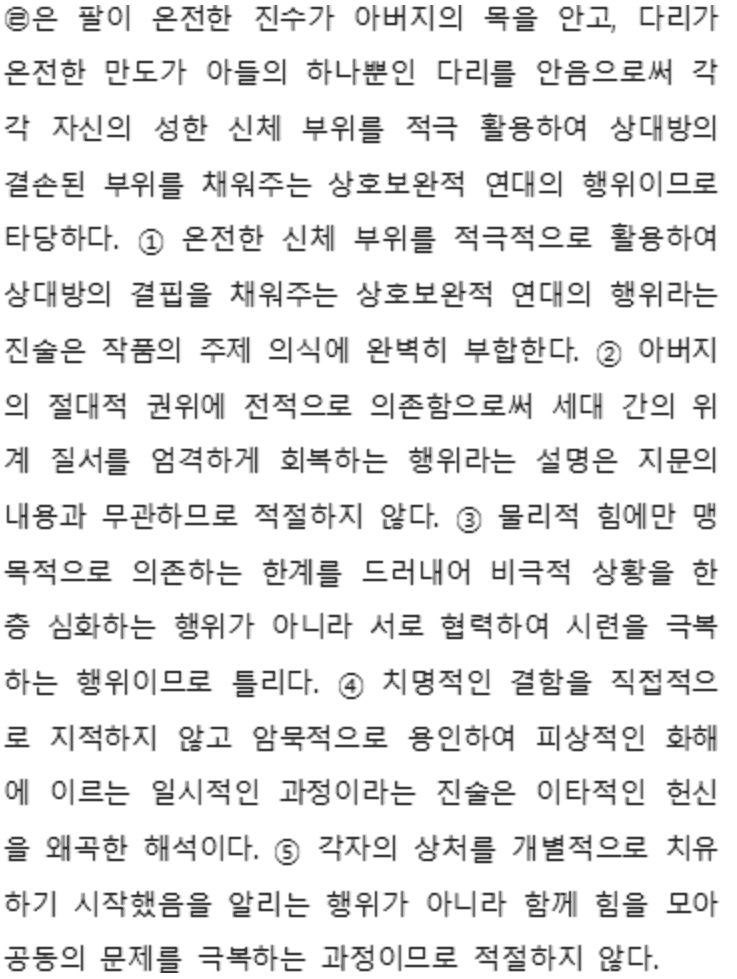 ㉣은 팔이 온전한 진수가 아버지의 목을 안고, 다리가
온전한 만도가 아들의 하나뿐인 다리를 안음으로써 각
각 자신의 성한 신체 부위를 적극 활용하여 상대방의
결손된 부위를 채워주는 상호보완적 연대의 행위이므로
타당하다. ① 온전한 신체 부위를 적극적으로 활용하여
상대방의 결핍을 채워주는 상호보완적 연대의 행위라는
진술은 작품의 주제 의식에 완벽히 부합한다. ② 아버지
의 절대적 권위에 전적으로 의존함으로써 세대 간의 위
계 질서를 엄격하게 회복하는 행위라는 설명은 지문의
내용과 무관하므로 적절하지 않다. ③ 물리적 힘에만 맹
목적으로 의존하는 한계를 드러내어 비극적 상황을 한
층 심화하는 행위가 아니라 서로 협력하여 시련을 극복
하는 행위이므로 틀리다. ④ 치명적인 결함을 직접적으
로 지적하지 않고 암묵적으로 용인하여 피상적인 화해
에 이르는 일시적인 과정이라는 진술은 이타적인 헌신
을 왜곡한 해석이다. ⑤ 각자의 상처를 개별적으로 치유
하기 시작했음을 알리는 행위가 아니라 함께 힘을 모아
공동의 문제를 극복하는 과정이므로 적절하지 않다.